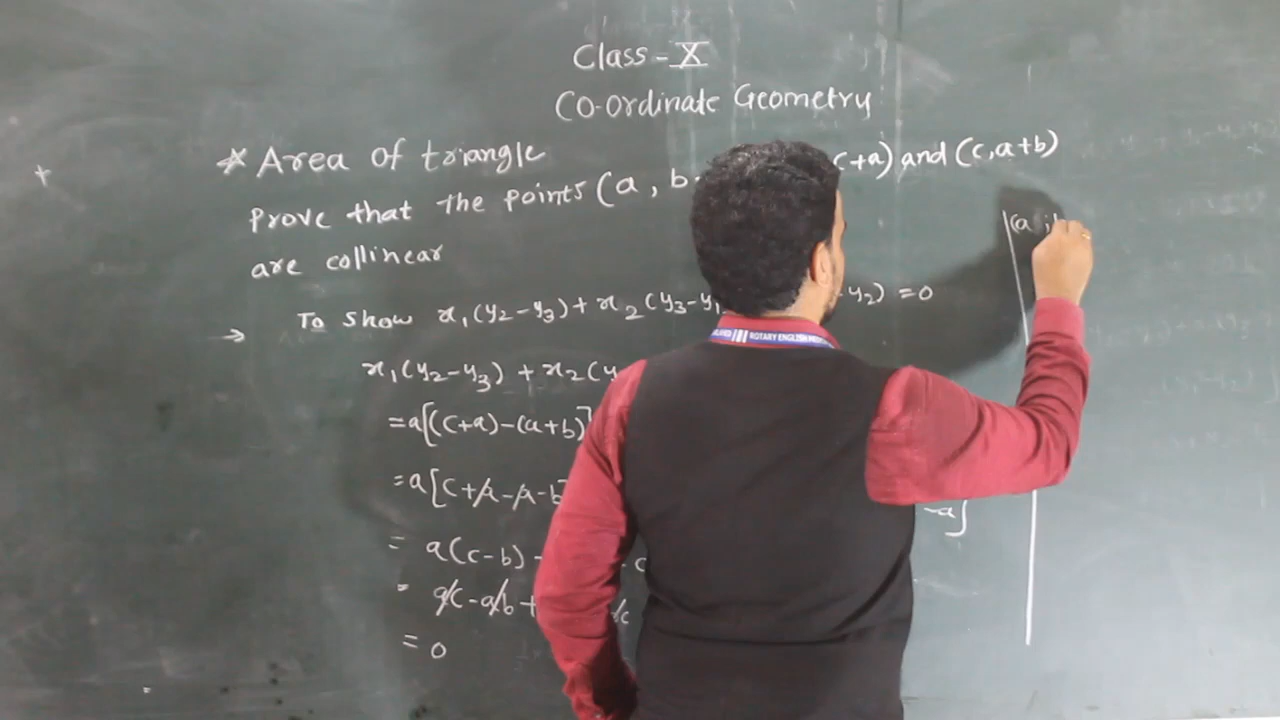 Class - X
CO-Ordinate Geometry
* Area of triangle
Prove that the points (a, b c+a) and (c, a+b)
are collinear
→ To Show x₁(y₂-y₃) + x₂(y₃-y₁ -y₂) = 0
x₁(y₂-y₃) + x₂(y
= a[(c+a)-(a+b)]
= a[c+a-a-b] -a]
= a(c-b) - c
= ac-ab+ c
= 0
(a,
ROTARY ENGLISH